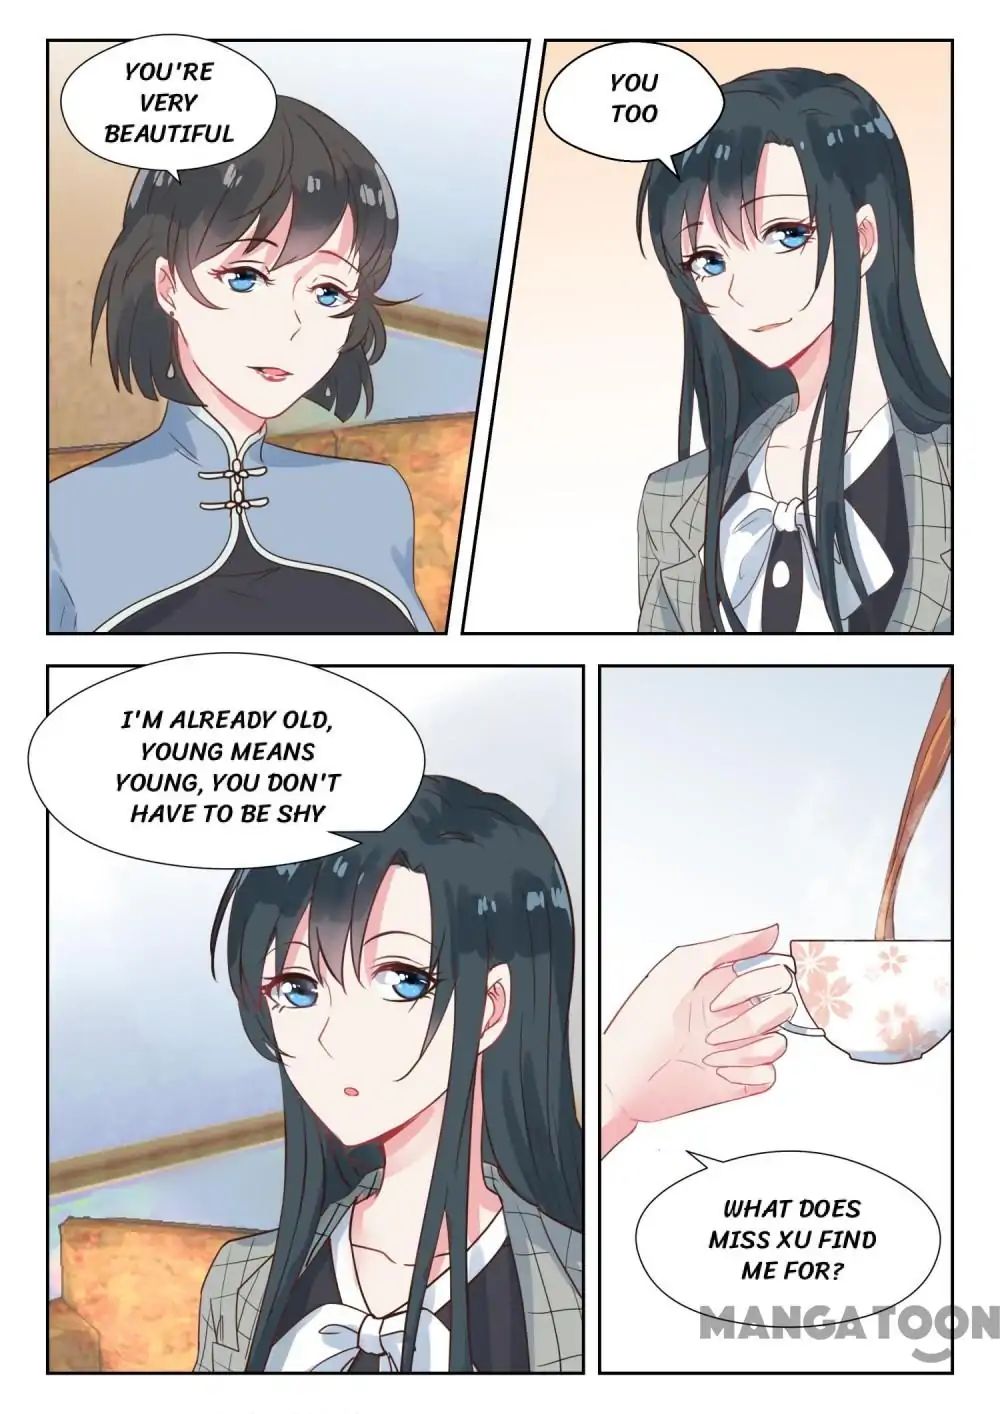 YOU'RE
VERY
BEAUTIFUL
YOU
TOO
I'M ALREADY OLD,
YOUNG MEANS
YOUNG, YOU DON'T
HAVE TO BE SHY
WHAT DOES
MISS XU FIND
ME FOR?
MANGATOON